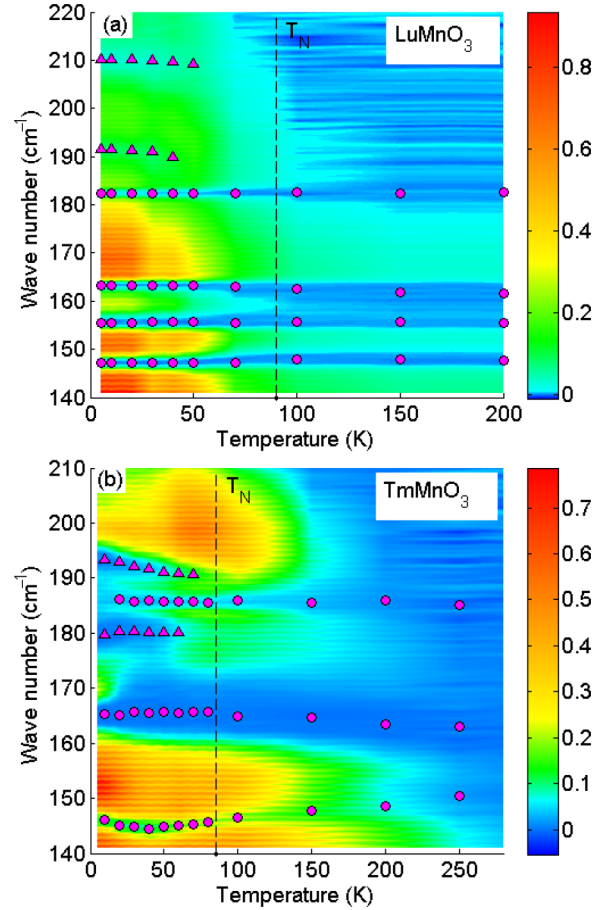 (a)
T_N
LuMnO_3
220
210
200
190
180
170
160
150
140
Wave number (cm⁻¹)
0 50 100 150 200
Temperature (K)
0.8
0.6
0.4
0.2
0
(b)
T_N
TmMnO_3
210
200
190
180
170
160
150
140
Wave number (cm⁻¹)
0 50 100 150 200 250
Temperature (K)
0.7
0.6
0.5
0.4
0.3
0.2
0.1
0